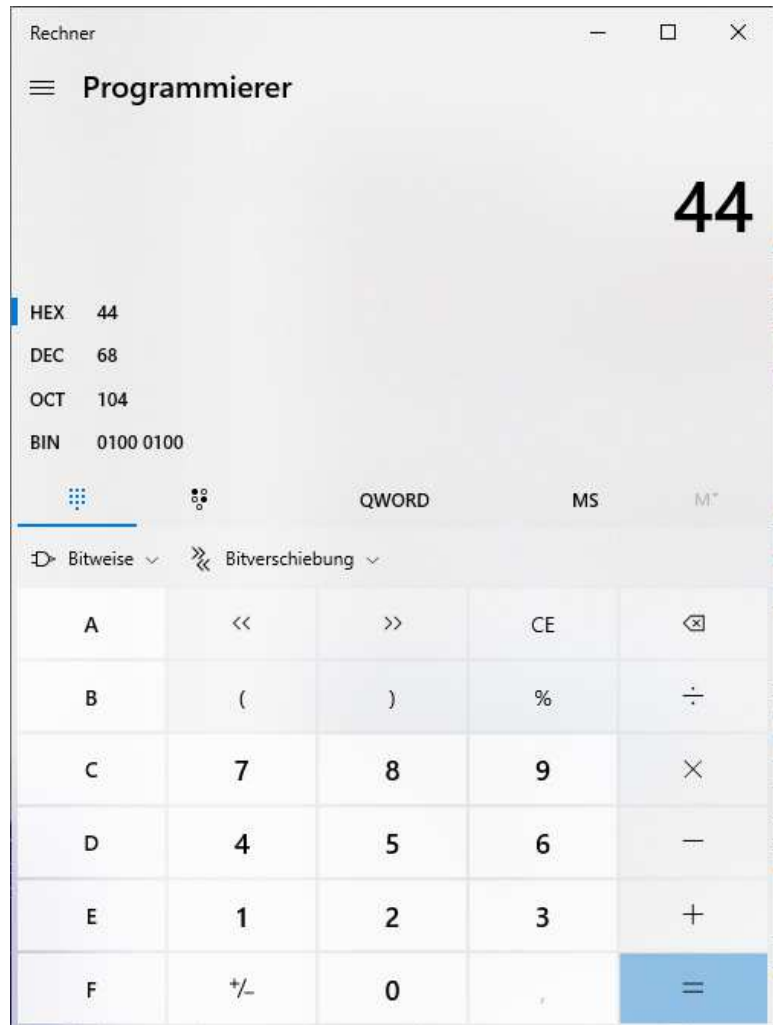 Rechner
Programmierer
44
HEX 44
DEC 68
OCT 104
BIN 0100 0100
QWORD MS M˅
Bitweise Bitverschiebung
A << >> CE
B ( ) % ÷
C 7 8 9 ×
D 4 5 6 −
E 1 2 3 +
F +/− 0 , =